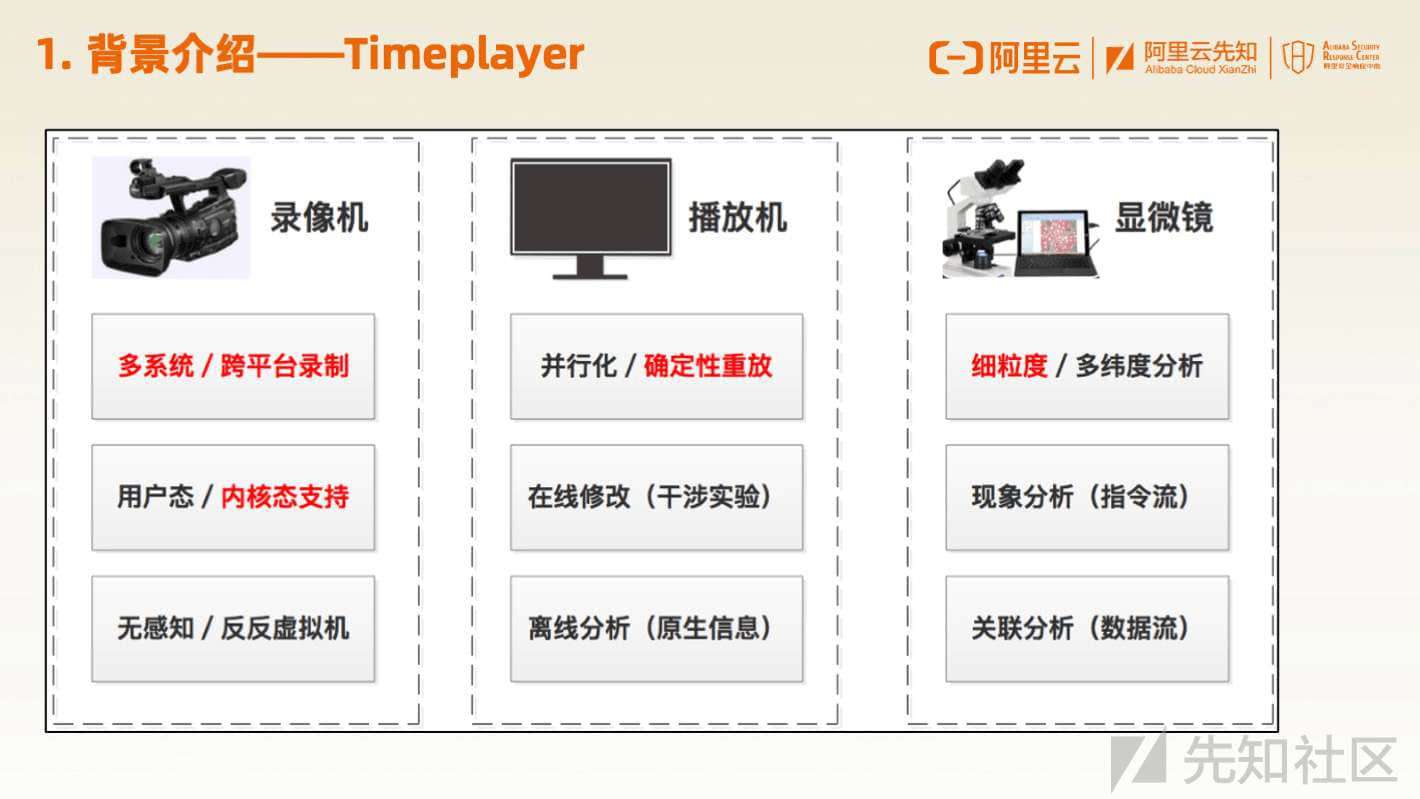 1. 背景介绍——Timeplayer
阿里云
阿里云先知
Alibaba Cloud XianZhi
ALIBABA SECURITY
RESPONSE CENTER
阿里安全响应中心
录像机
多系统 / 跨平台录制
用户态 / 内核态支持
无感知 / 反反虚拟机
播放机
并行化 / 确定性重放
在线修改（干涉实验）
离线分析（原生信息）
显微镜
细粒度 / 多纬度分析
现象分析（指令流）
关联分析（数据流）
先知社区